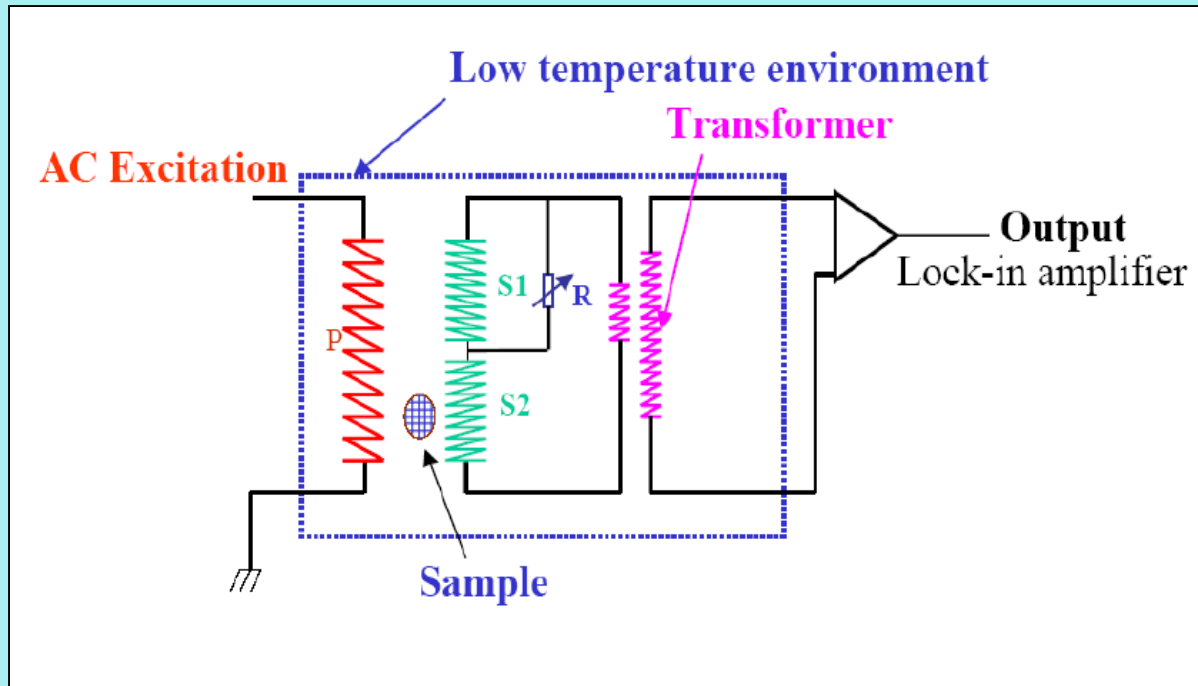 Low temperature environment
Transformer
AC Excitation
Output
Lock-in amplifier
S1
R
P
S2
Sample